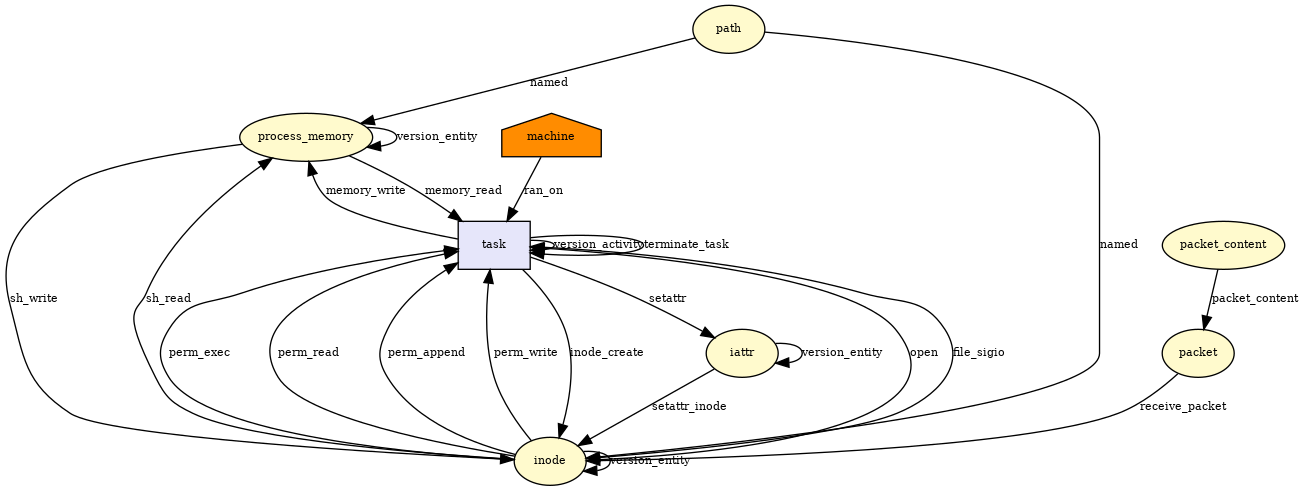 path
named
process_memory
version_entity
machine
memory_write
memory_read
ran_on
task
version_activity
terminate_task
named
packet_content
sh_write
sh_read
setattr
packet_content
perm_exec
perm_read
perm_append
perm_write
inode_create
iattr
version_entity
open
file_sigio
packet
setattr_inode
receive_packet
inode
version_entity